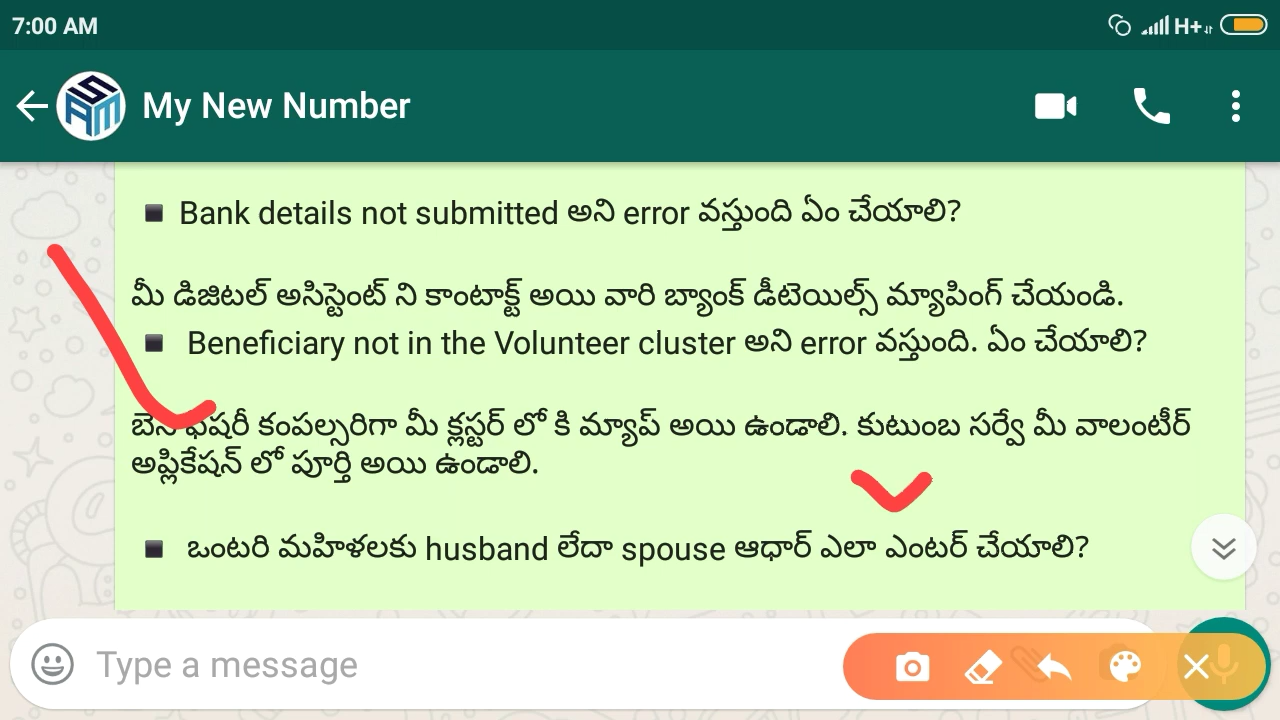 7:00 AM
H+
SAM
My New Number
▪ Bank details not submitted అని error వస్తుంది ఏం చేయాలి?
మీ డిజిటల్ అసిస్టెంట్ ని కాంటాక్ట్ అయి వారి బ్యాంక్ డీటెయిల్స్ మ్యాపింగ్ చేయండి.
▪ Beneficiary not in the Volunteer cluster అని error వస్తుంది. ఏం చేయాలి?
కంపల్సరిగా మీ క్లస్టర్ లో కి మ్యాప్ అయి ఉండాలి. కుటుంబ సర్వే మీ వాలంటీర్
అప్లికేషన్ లో పూర్తి అయి ఉండాలి.
▪ ఒంటరి మహిళలకు husband లేదా spouse ఆధార్ ఎలా ఎంటర్ చేయాలి?
Type a message